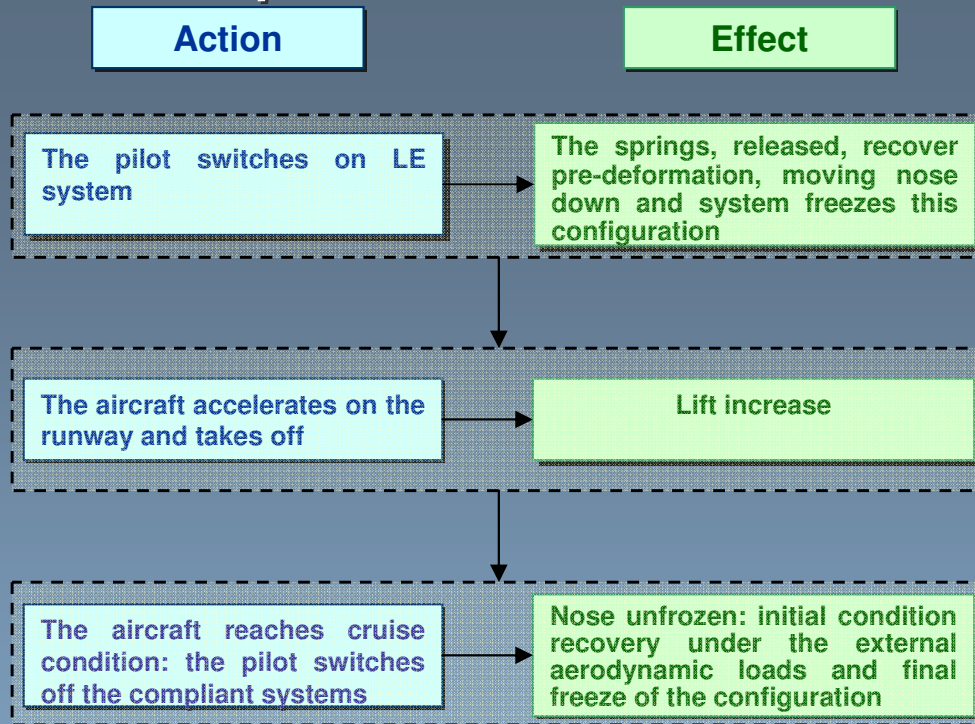 Action
Effect
The pilot switches on LE
system
The springs, released, recover
pre-deformation, moving nose
down and system freezes this
configuration
The aircraft accelerates on the
runway and takes off
Lift increase
The aircraft reaches cruise
condition: the pilot switches
off the compliant systems
Nose unfrozen: initial condition
recovery under the external
aerodynamic loads and final
freeze of the configuration